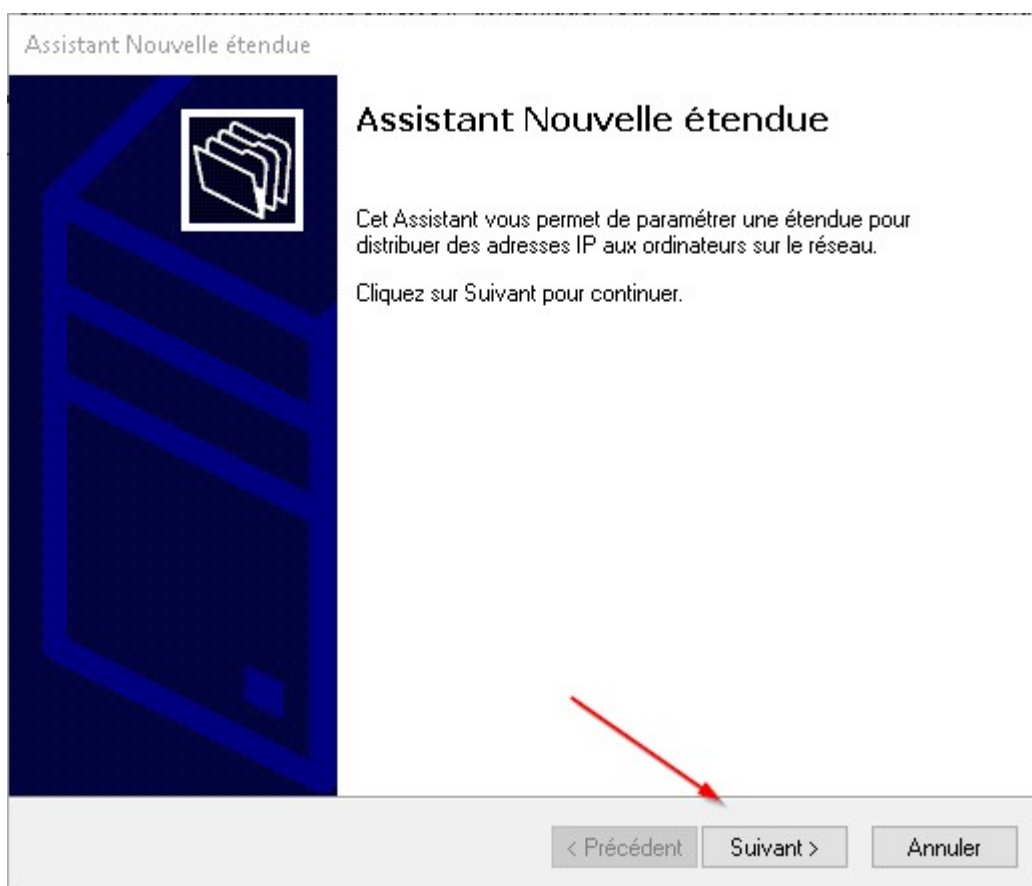 Assistant Nouvelle étendue
Assistant Nouvelle étendue
Cet Assistant vous permet de paramétrer une étendue pour
distribuer des adresses IP aux ordinateurs sur le réseau.
Cliquez sur Suivant pour continuer.
< Précédent
Suivant >
Annuler